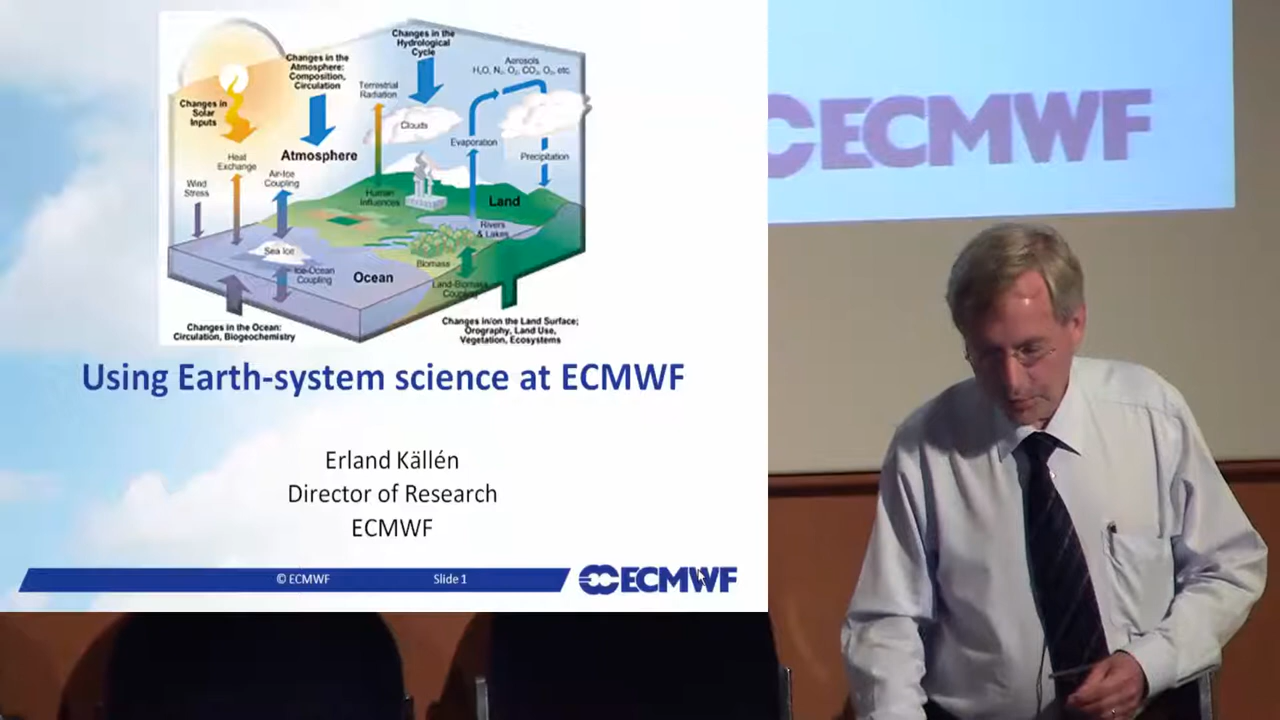 Changes in the
Hydrological
Cycle
Changes in the
Atmosphere:
Composition,
Circulation
Aerosols
H₂O, N₂, O₂, CO₂, O₃, etc.
Terrestrial
Radiation
Changes in
Solar
Inputs
Clouds
Evaporation
Precipitation
Atmosphere
Heat
Exchange
Air-Ice
Coupling
Wind
Stress
Human
Influences
Land
Rivers
& Lakes
Sea Ice
Ice-Ocean
Coupling
Ocean
Biomass
Land-Biomass
Coupling
Changes in the Ocean:
Circulation, Biogeochemistry
Changes in/on the Land Surface;
Orography, Land Use,
Vegetation, Ecosystems
Using Earth-system science at ECMWF
Erland Källén
Director of Research
ECMWF
© ECMWF
Slide 1
ECMWF
ECMWF